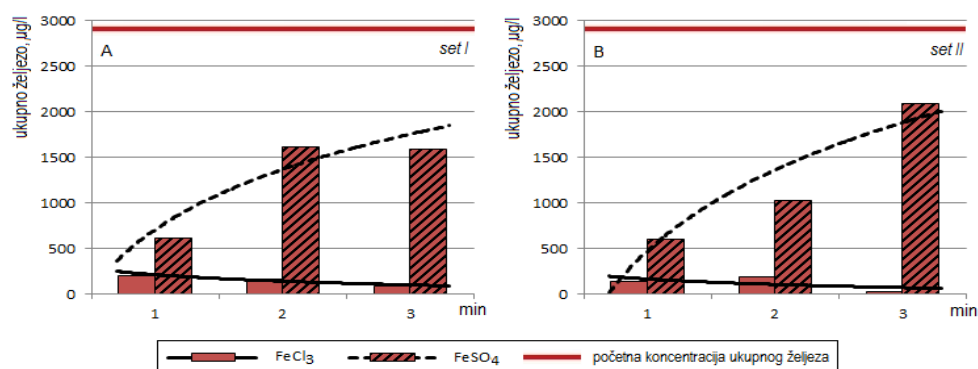 ukupno željezo, µg/l
3000
2500
2000
1500
1000
500
0
A
set I
1 2 3 min
ukupno željezo, µg/l
3000
2500
2000
1500
1000
500
0
B
set II
1 2 3 min
FeCl3 FeSO4 početna koncentracija ukupnog željeza